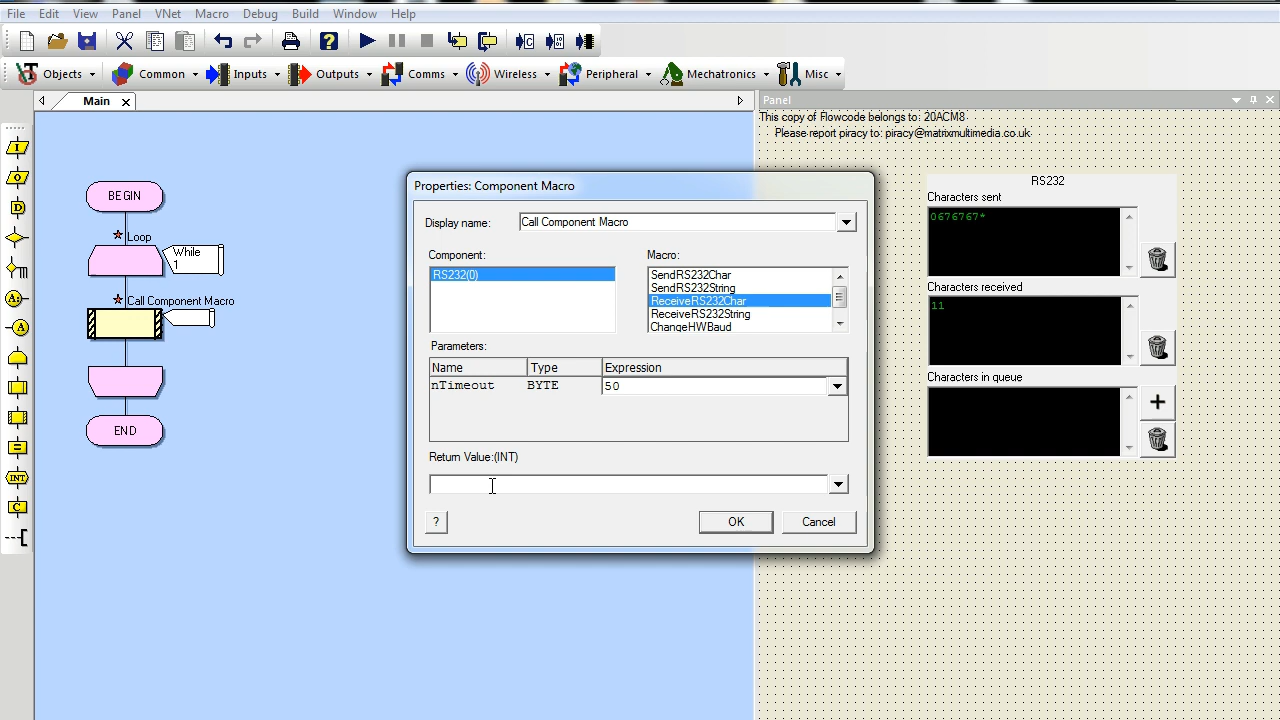 File Edit View Panel VNet Macro Debug Build Window Help
Objects Common Inputs Outputs Comms Wireless Peripheral Mechatronics Misc
Main
Panel
This copy of Flowcode belongs to: 20ACM8
Please report piracy to: piracy@matrixmultimedia.co.uk
BEGIN
Loop
While
1
Call Component Macro
END
Properties: Component Macro
Display name: Call Component Macro
Component: Macro:
RS232(0)
SendRS232Char
SendRS232String
ReceiveRS232Char
ReceiveRS232String
ChangeHWBaud
Parameters:
Name Type Expression
nTimeout BYTE 50
Return Value:(INT)
? OK Cancel
RS232
Characters sent
0676767*
Characters received
11
Characters in queue
+
I
O
D
A
A
=
INT
C